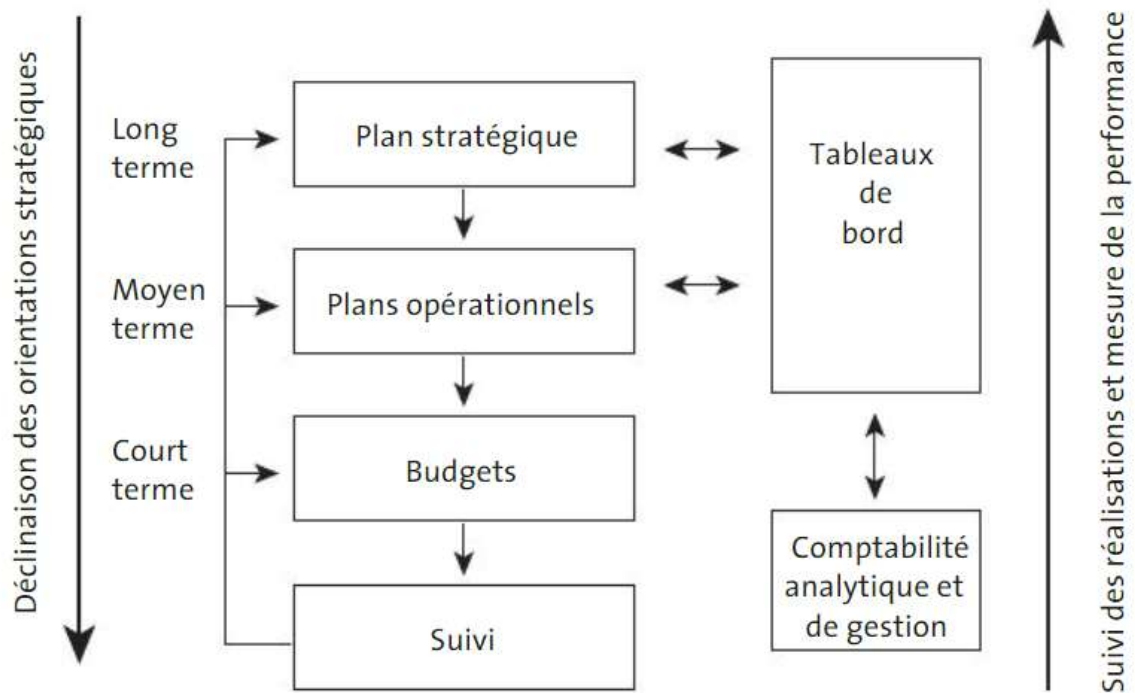 Déclinaison des orientations stratégiques
Long
terme
Plan stratégique
Tableaux
de
bord
Moyen
terme
Plans opérationnels
Court
terme
Budgets
Comptabilité
analytique et
de gestion
Suivi
Suivi des réalisations et mesure de la performance